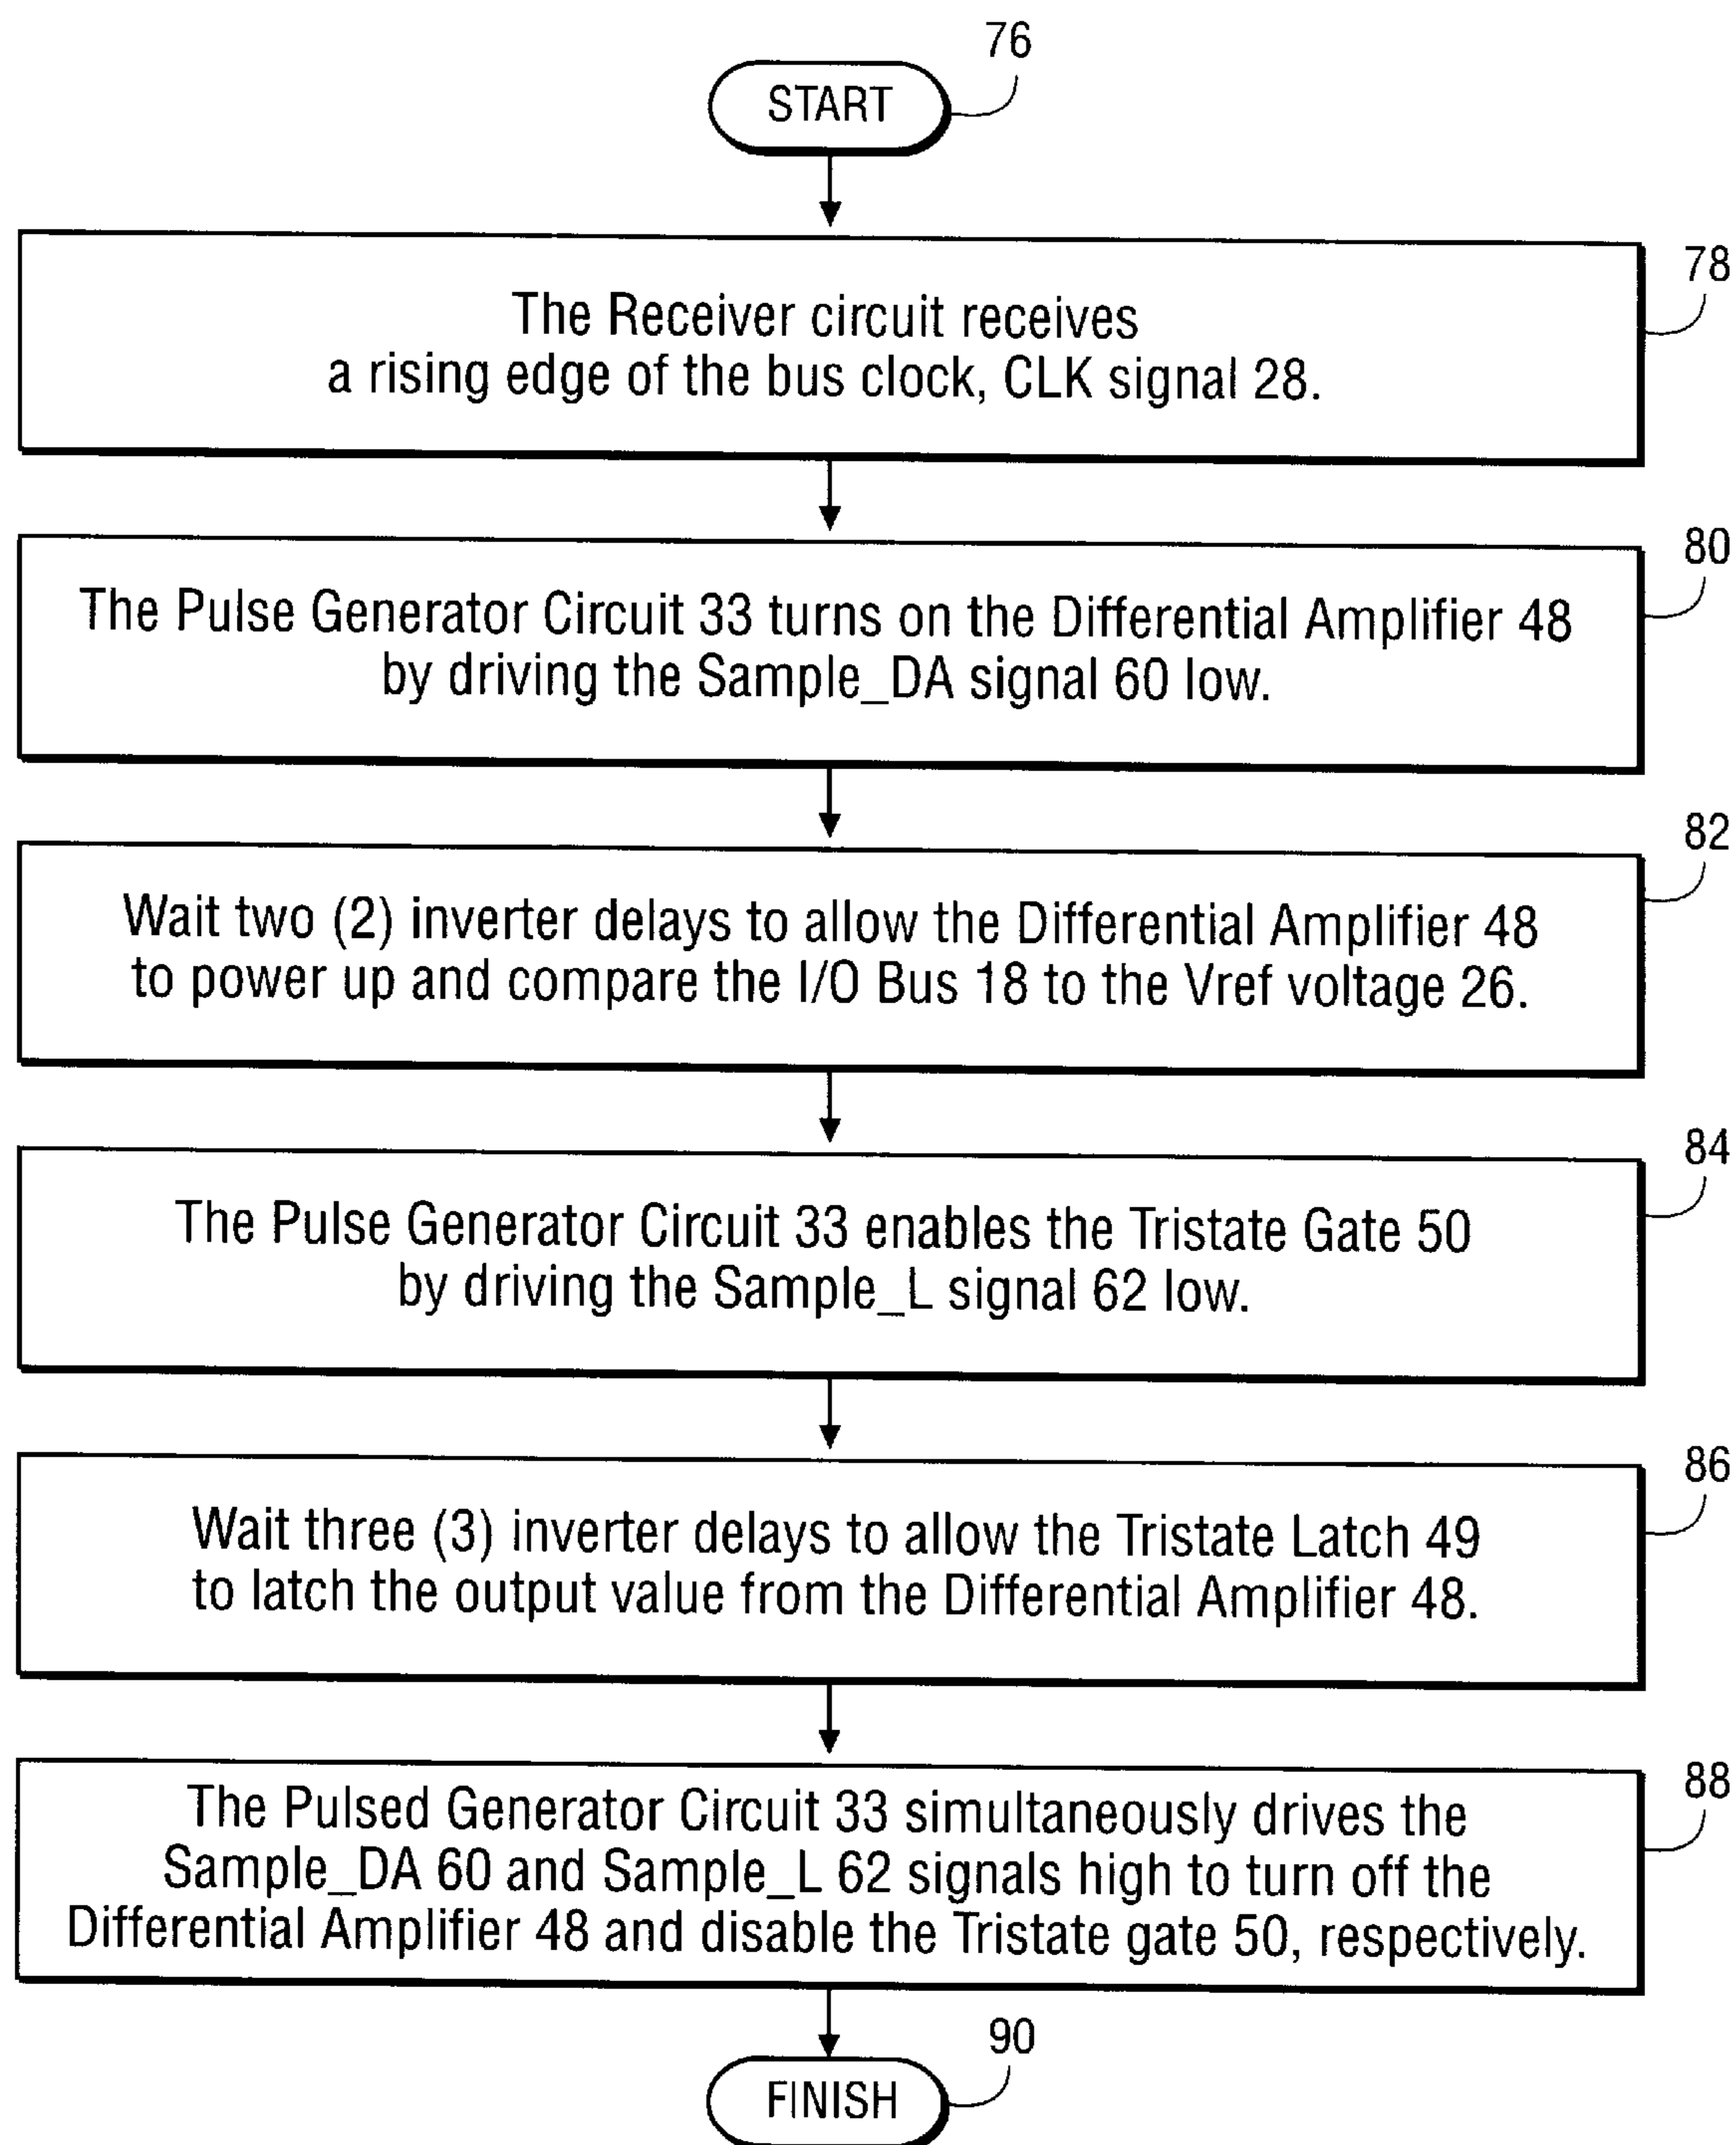 76
START
78
The Receiver circuit receives
a rising edge of the bus clock, CLK signal 28.
80
The Pulse Generator Circuit 33 turns on the Differential Amplifier 48
by driving the Sample_DA signal 60 low.
82
Wait two (2) inverter delays to allow the Differential Amplifier 48
to power up and compare the I/O Bus 18 to the Vref voltage 26.
84
The Pulse Generator Circuit 33 enables the Tristate Gate 50
by driving the Sample_L signal 62 low.
86
Wait three (3) inverter delays to allow the Tristate Latch 49
to latch the output value from the Differential Amplifier 48.
88
The Pulsed Generator Circuit 33 simultaneously drives the
Sample_DA 60 and Sample_L 62 signals high to turn off the
Differential Amplifier 48 and disable the Tristate gate 50, respectively.
90
FINISH